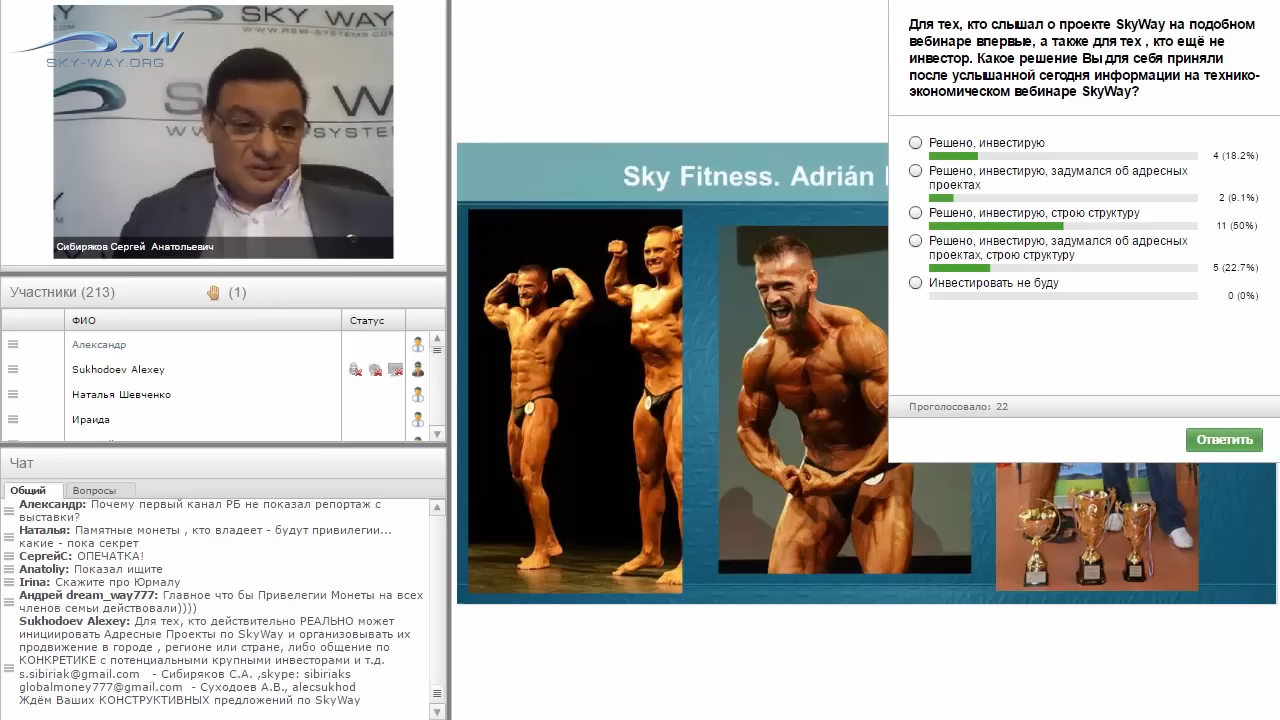 SKY WAY
WWW.RSW-SYSTEMS.COM
SW
SKY-WAY.ORG
Сибиряков Сергей Анатольевич
Участники (213)
(1)
ФИО
Статус
Александр
Sukhodoev Alexey
Наталья Шевченко
Ираида
Чат
Общий
Вопросы
Александр: Почему первый канал РБ не показал репортаж с
выставки?
Наталья: Памятные монеты , кто владеет - будут привилегии...
какие - пока секрет
СергейС: ОПЕЧАТКА!
Anatoliy: Показал ищите
Irina: Скажите про Юрмалу
Андрей dream_way777: Главное что бы Привелегии Монеты на всех
членов семьи действовали))))
Sukhodoev Alexey: Для тех, кто действительно РЕАЛЬНО может
инициировать Адресные Проекты по SkyWay и организовывать их
продвижение в городе , регионе или стране, либо общение по
КОНКРЕТИКЕ с потенциальными крупными инвесторами и т.д.
s.sibiriak@gmail.com - Сибиряков С.А. ,skype: sibiriaks
globalmoney777@gmail.com - Суходоев А.В., alecsukhod
Ждём Ваших КОНСТРУКТИВНЫХ предложений по SkyWay
Sky Fitness. Adrián
Для тех, кто слышал о проекте SkyWay на подобном
вебинаре впервые, а также для тех , кто ещё не
инвестор. Какое решение Вы для себя приняли
после услышанной сегодня информации на технико-
экономическом вебинаре SkyWay?
Решено, инвестирую
4 (18.2%)
Решено, инвестирую, задумался об адресных
проектах
2 (9.1%)
Решено, инвестирую, строю структуру
11 (50%)
Решено, инвестирую, задумался об адресных
проектах, строю структуру
5 (22.7%)
Инвестировать не буду
0 (0%)
Проголосовало: 22
Ответить